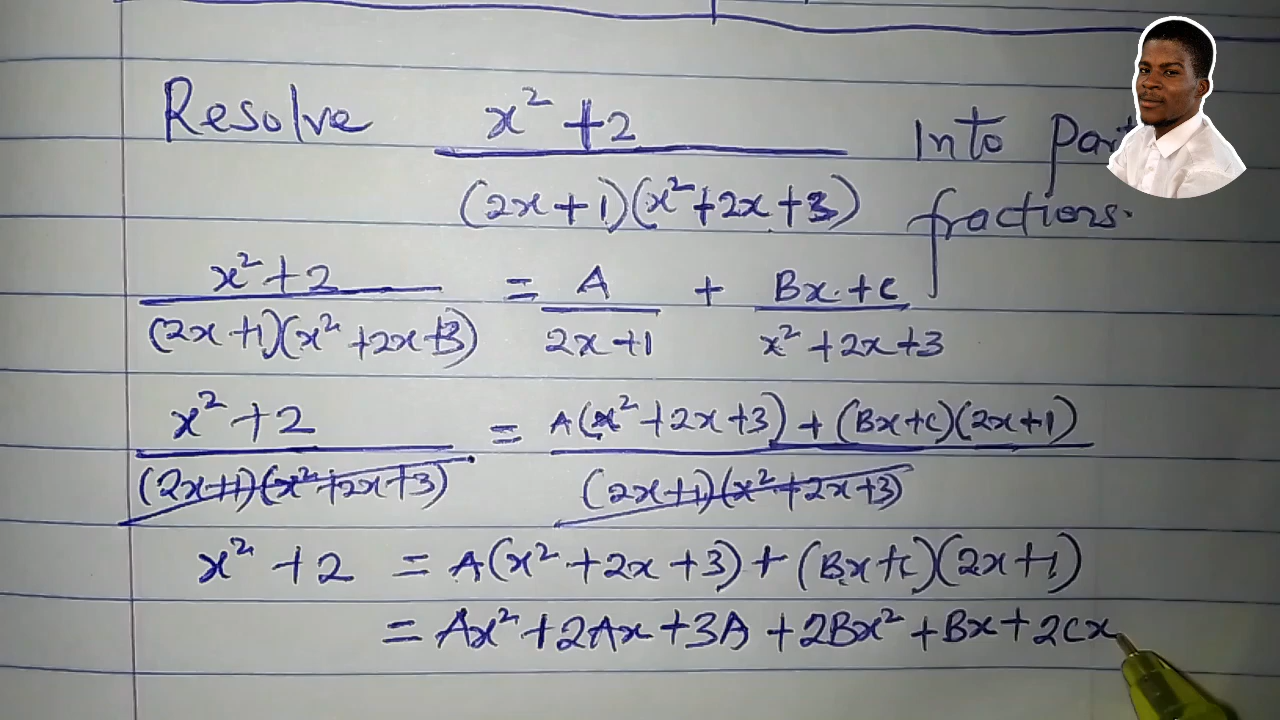 Resolve x² + 2 / (2x + 1)(x² + 2x + 3) Into
fractions.
x² + 2 / (2x + 1)(x² + 2x + 3) = A / 2x + 1 + Bx + C / x² + 2x + 3
x² + 2 / (2x + 1)(x² + 2x + 3) = A(x² + 2x + 3) + (Bx + C)(2x + 1) / (2x + 1)(x² + 2x + 3)
x² + 2 = A(x² + 2x + 3) + (Bx + C)(2x + 1)
= Ax² + 2Ax + 3A + 2Bx² + Bx + 2Cx